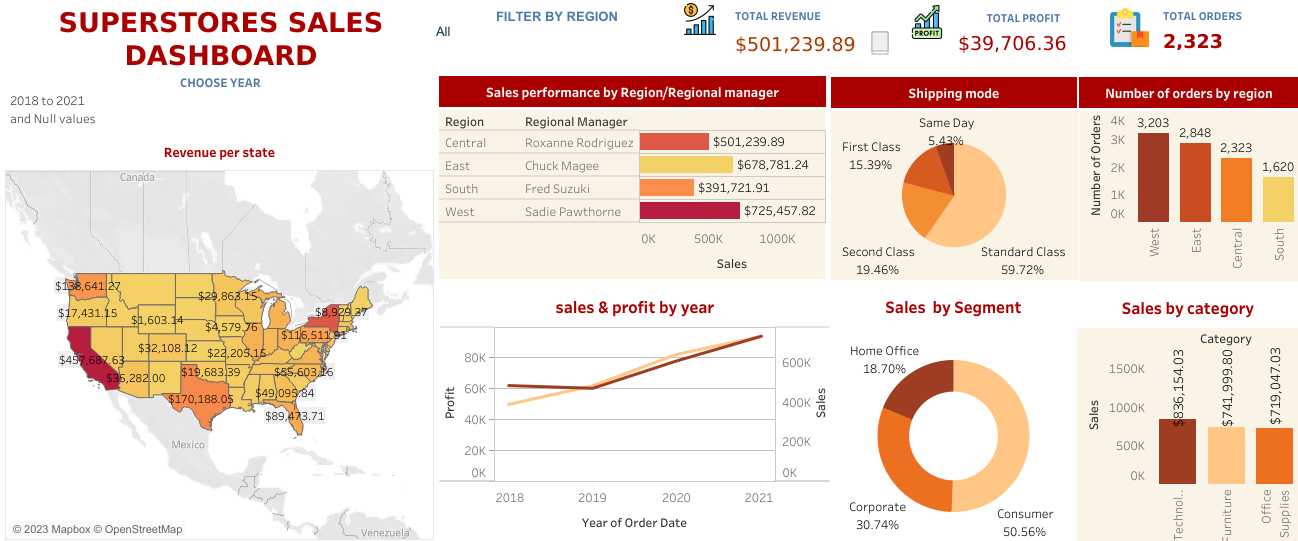 SUPERSTORES SALES
DASHBOARD
CHOOSE YEAR
2018 to 2021
and Null values
All
FILTER BY REGION
TOTAL REVENUE
$501,239.89
PROFIT
TOTAL PROFIT
$39,706.36
TOTAL ORDERS
2,323
Revenue per state
Canada
$138,641.27
$29,863.15
$8,929.37
$17,431.15
$1,603.14
$4,579.76
$116,511.91
$457,687.63
$32,108.12
$22,205.15
$35,282.00
$19,683.39
$55,603.16
$170,188.05
$49,095.84
$89,473.71
Mexico
Venezuela
© 2023 Mapbox © OpenStreetMap
Sales performance by Region/Regional manager
Region Regional Manager
Central Roxanne Rodriguez $501,239.89
East Chuck Magee $678,781.24
South Fred Suzuki $391,721.91
West Sadie Pawthorne $725,457.82
0K 500K 1000K
Sales
Shipping mode
Same Day
5.43%
First Class
15.39%
Second Class
19.46%
Standard Class
59.72%
Number of orders by region
Number of Orders
4K
3K
2K
1K
0K
3,203
2,848
2,323
1,620
West
East
Central
South
sales & profit by year
Profit
80K
60K
40K
20K
0K
600K
400K
200K
0K
Sales
2018 2019 2020 2021
Year of Order Date
Sales by Segment
Home Office
18.70%
Corporate
30.74%
Consumer
50.56%
Sales by category
Category
Sales
1500K
1000K
500K
0K
$836,154.03
$741,999.80
$719,047.03
Technol..
Furniture
Office
Supplies